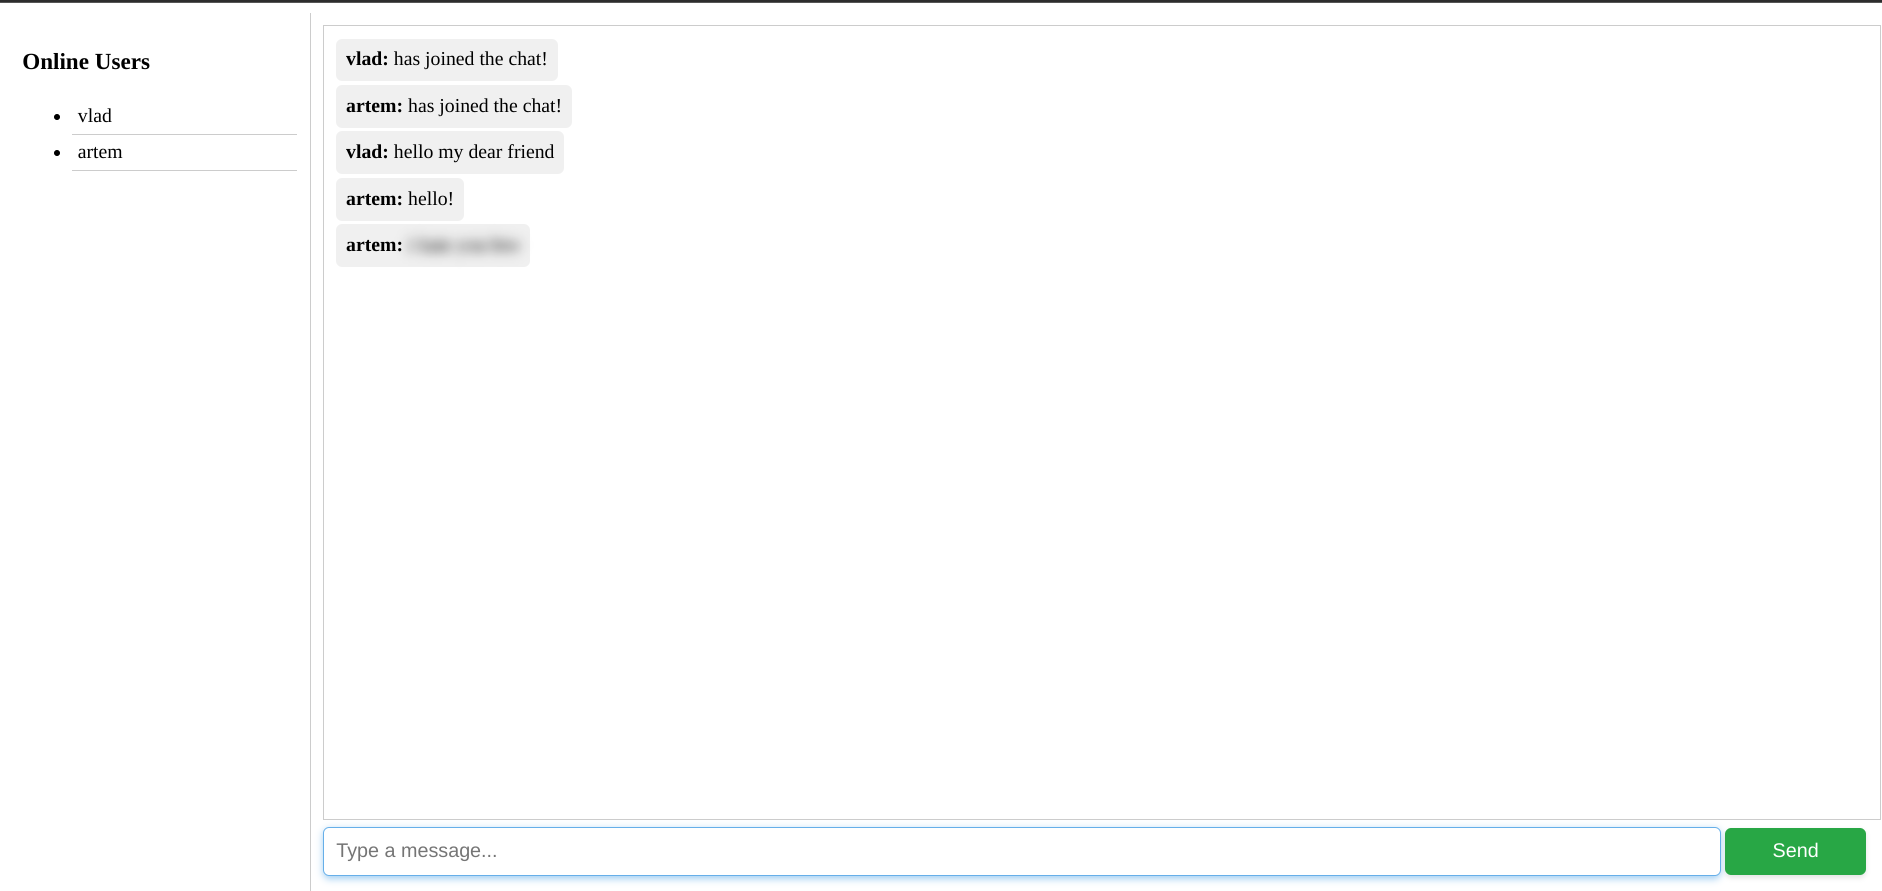 Online Users
vlad
artem
vlad: has joined the chat!
artem: has joined the chat!
vlad: hello my dear friend
artem: hello!
artem:
Type a message...
Send